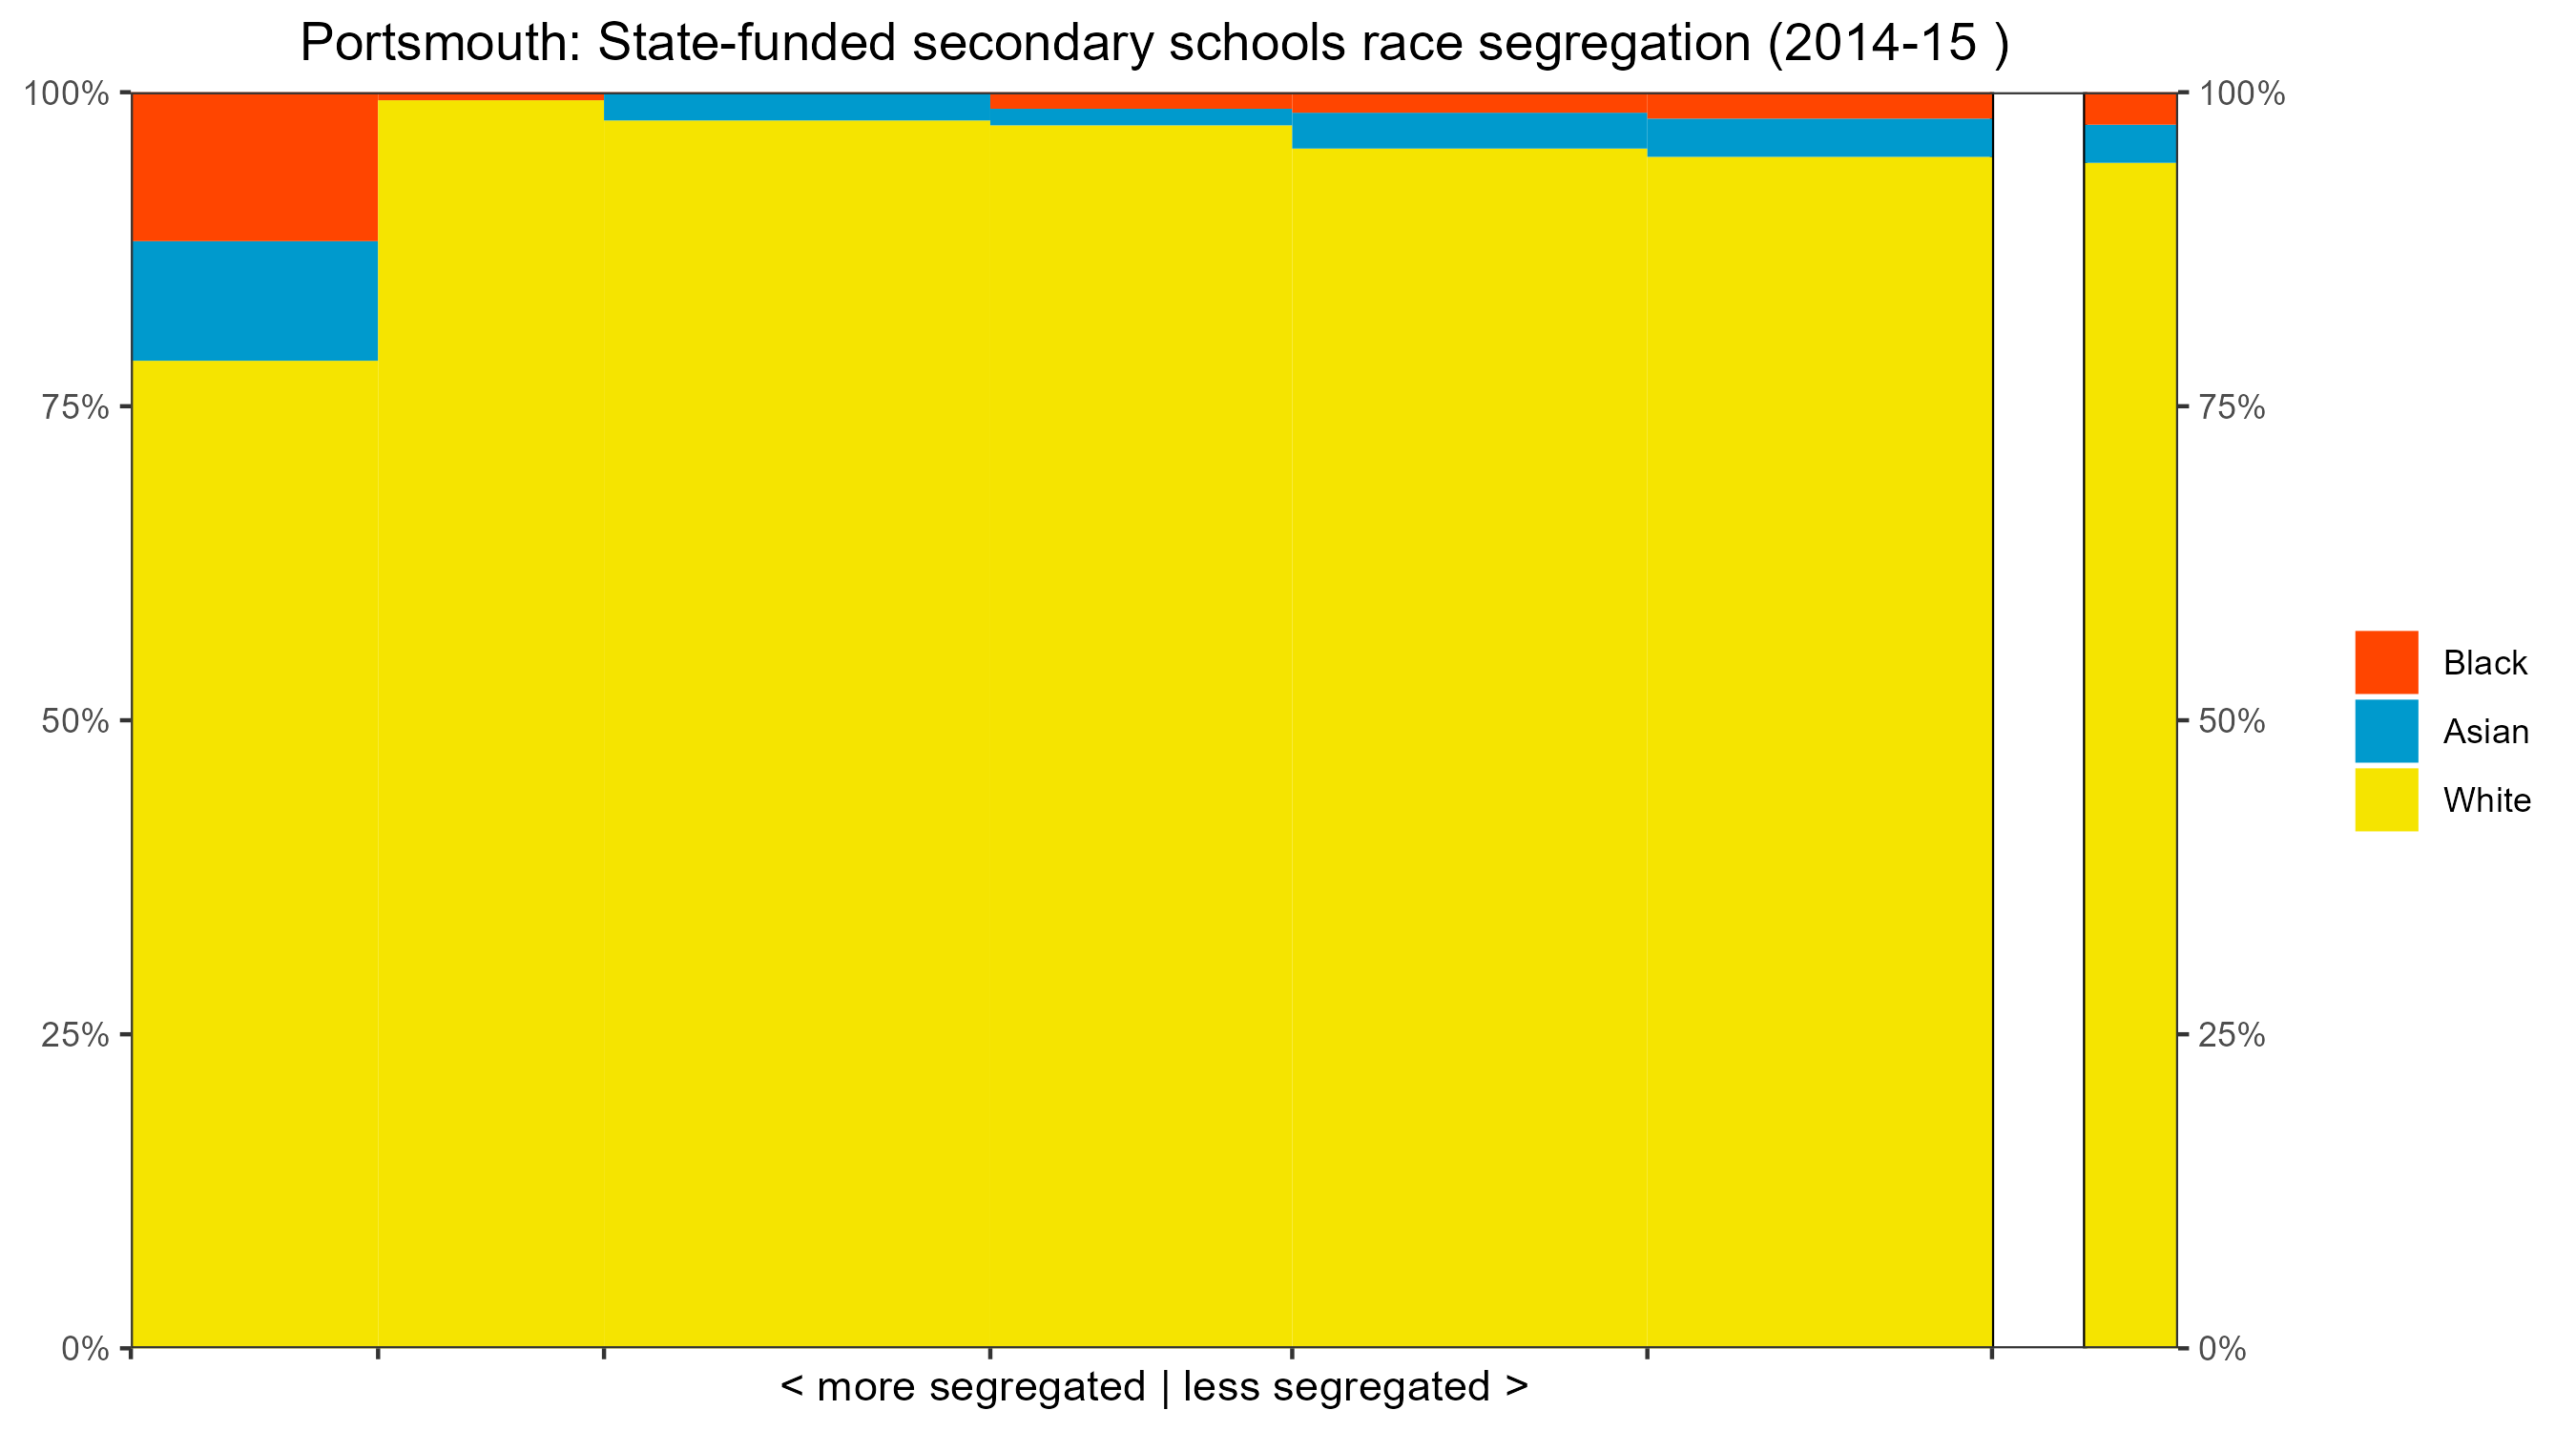 Portsmouth: State-funded secondary schools race segregation (2014-15 )
100%
75%
50%
25%
0%
100%
75%
50%
25%
0%
Black
Asian
White
< more segregated | less segregated >